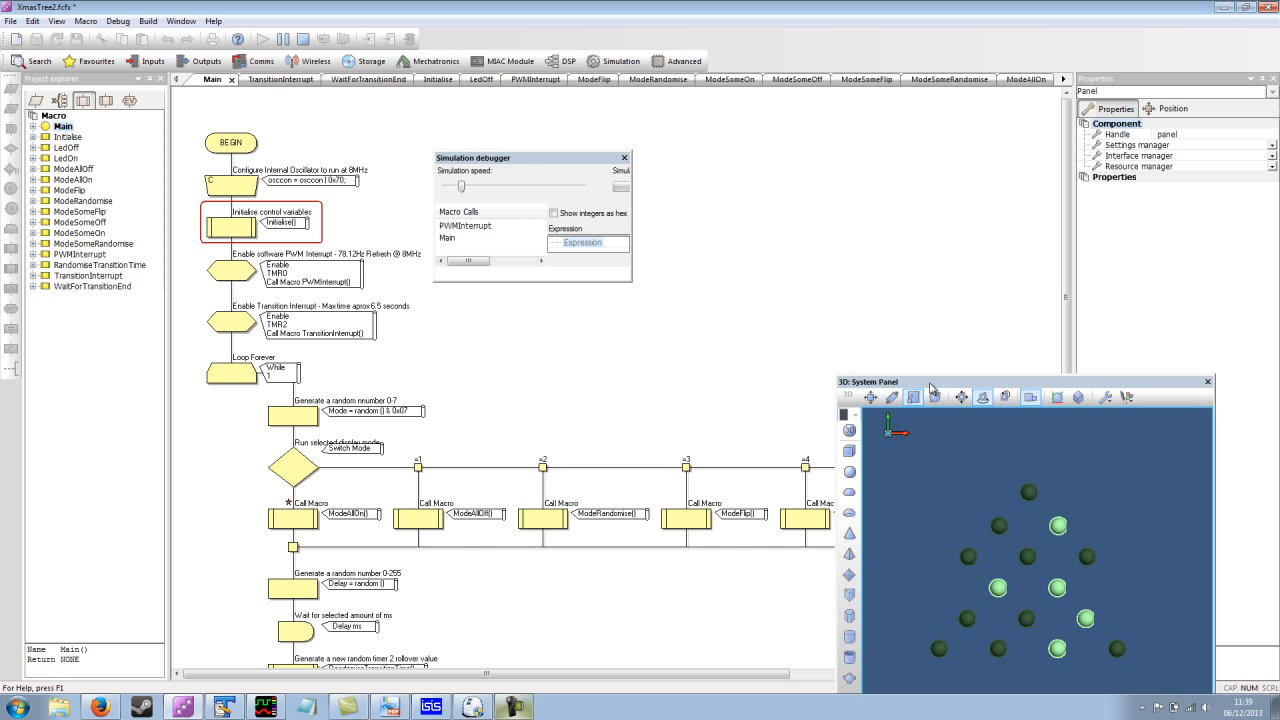 XmasTree2.fcfx *
File Edit View Macro Debug Build Window Help
Search Favourites Inputs Outputs Comms Wireless Storage Mechatronics MIAC Module DSP Simulation Advanced
Project explorer
Main TransitionInterrupt WaitForTransitionEnd Initialise LedOff PWMInterrupt ModeFlip ModeRandomise ModeSomeOn ModeSomeOff ModeSomeFlip ModeSomeRandomise ModeAllOn
Properties
Panel
Properties Position
Component
Handle panel
Settings manager
Interface manager
Resource manager
Properties
Macro
Main
Initialise
LedOff
LedOn
ModeAllOff
ModeAllOn
ModeFlip
ModeRandomise
ModeSomeFlip
ModeSomeOff
ModeSomeOn
ModeSomeRandomise
PWMInterrupt
RandomiseTransitionTime
TransitionInterrupt
WaitForTransitionEnd
Name Main()
Return NONE
BEGIN
Configure Internal Oscillator to run at 8MHz
C
osccon = osccon | 0x70;
Initialise control variables
Initialise()
Enable software PWM Interrupt - 78.12Hz Refresh @ 8MHz
Enable
TMR0
Call Macro PWMInterrupt()
Enable Transition Interrupt - Max time aprox 6.5 seconds
Enable
TMR2
Call Macro TransitionInterrupt()
Loop Forever
While
1
Generate a random nnumber 0-7
Mode = random () & 0x07
Run selected display mode
Switch Mode
=1 =2 =3 =4
Call Macro Call Macro Call Macro Call Macro Call Mac
ModeAllOn() ModeAllOff() ModeRandomise() ModeFlip()
Generate a random number 0-255
Delay = random ()
Wait for selected amount of ms
Delay ms
Generate a new random timer 2 rollover value
Simulation debugger
Simulation speed: Simul
Macro Calls
Show integers as hex
PWMInterrupt
Main
Expression
Expression
3D: System Panel
3D
3D
For Help, press F1
CAP NUM SCRL
11:39
06/12/2013
PDF
isis